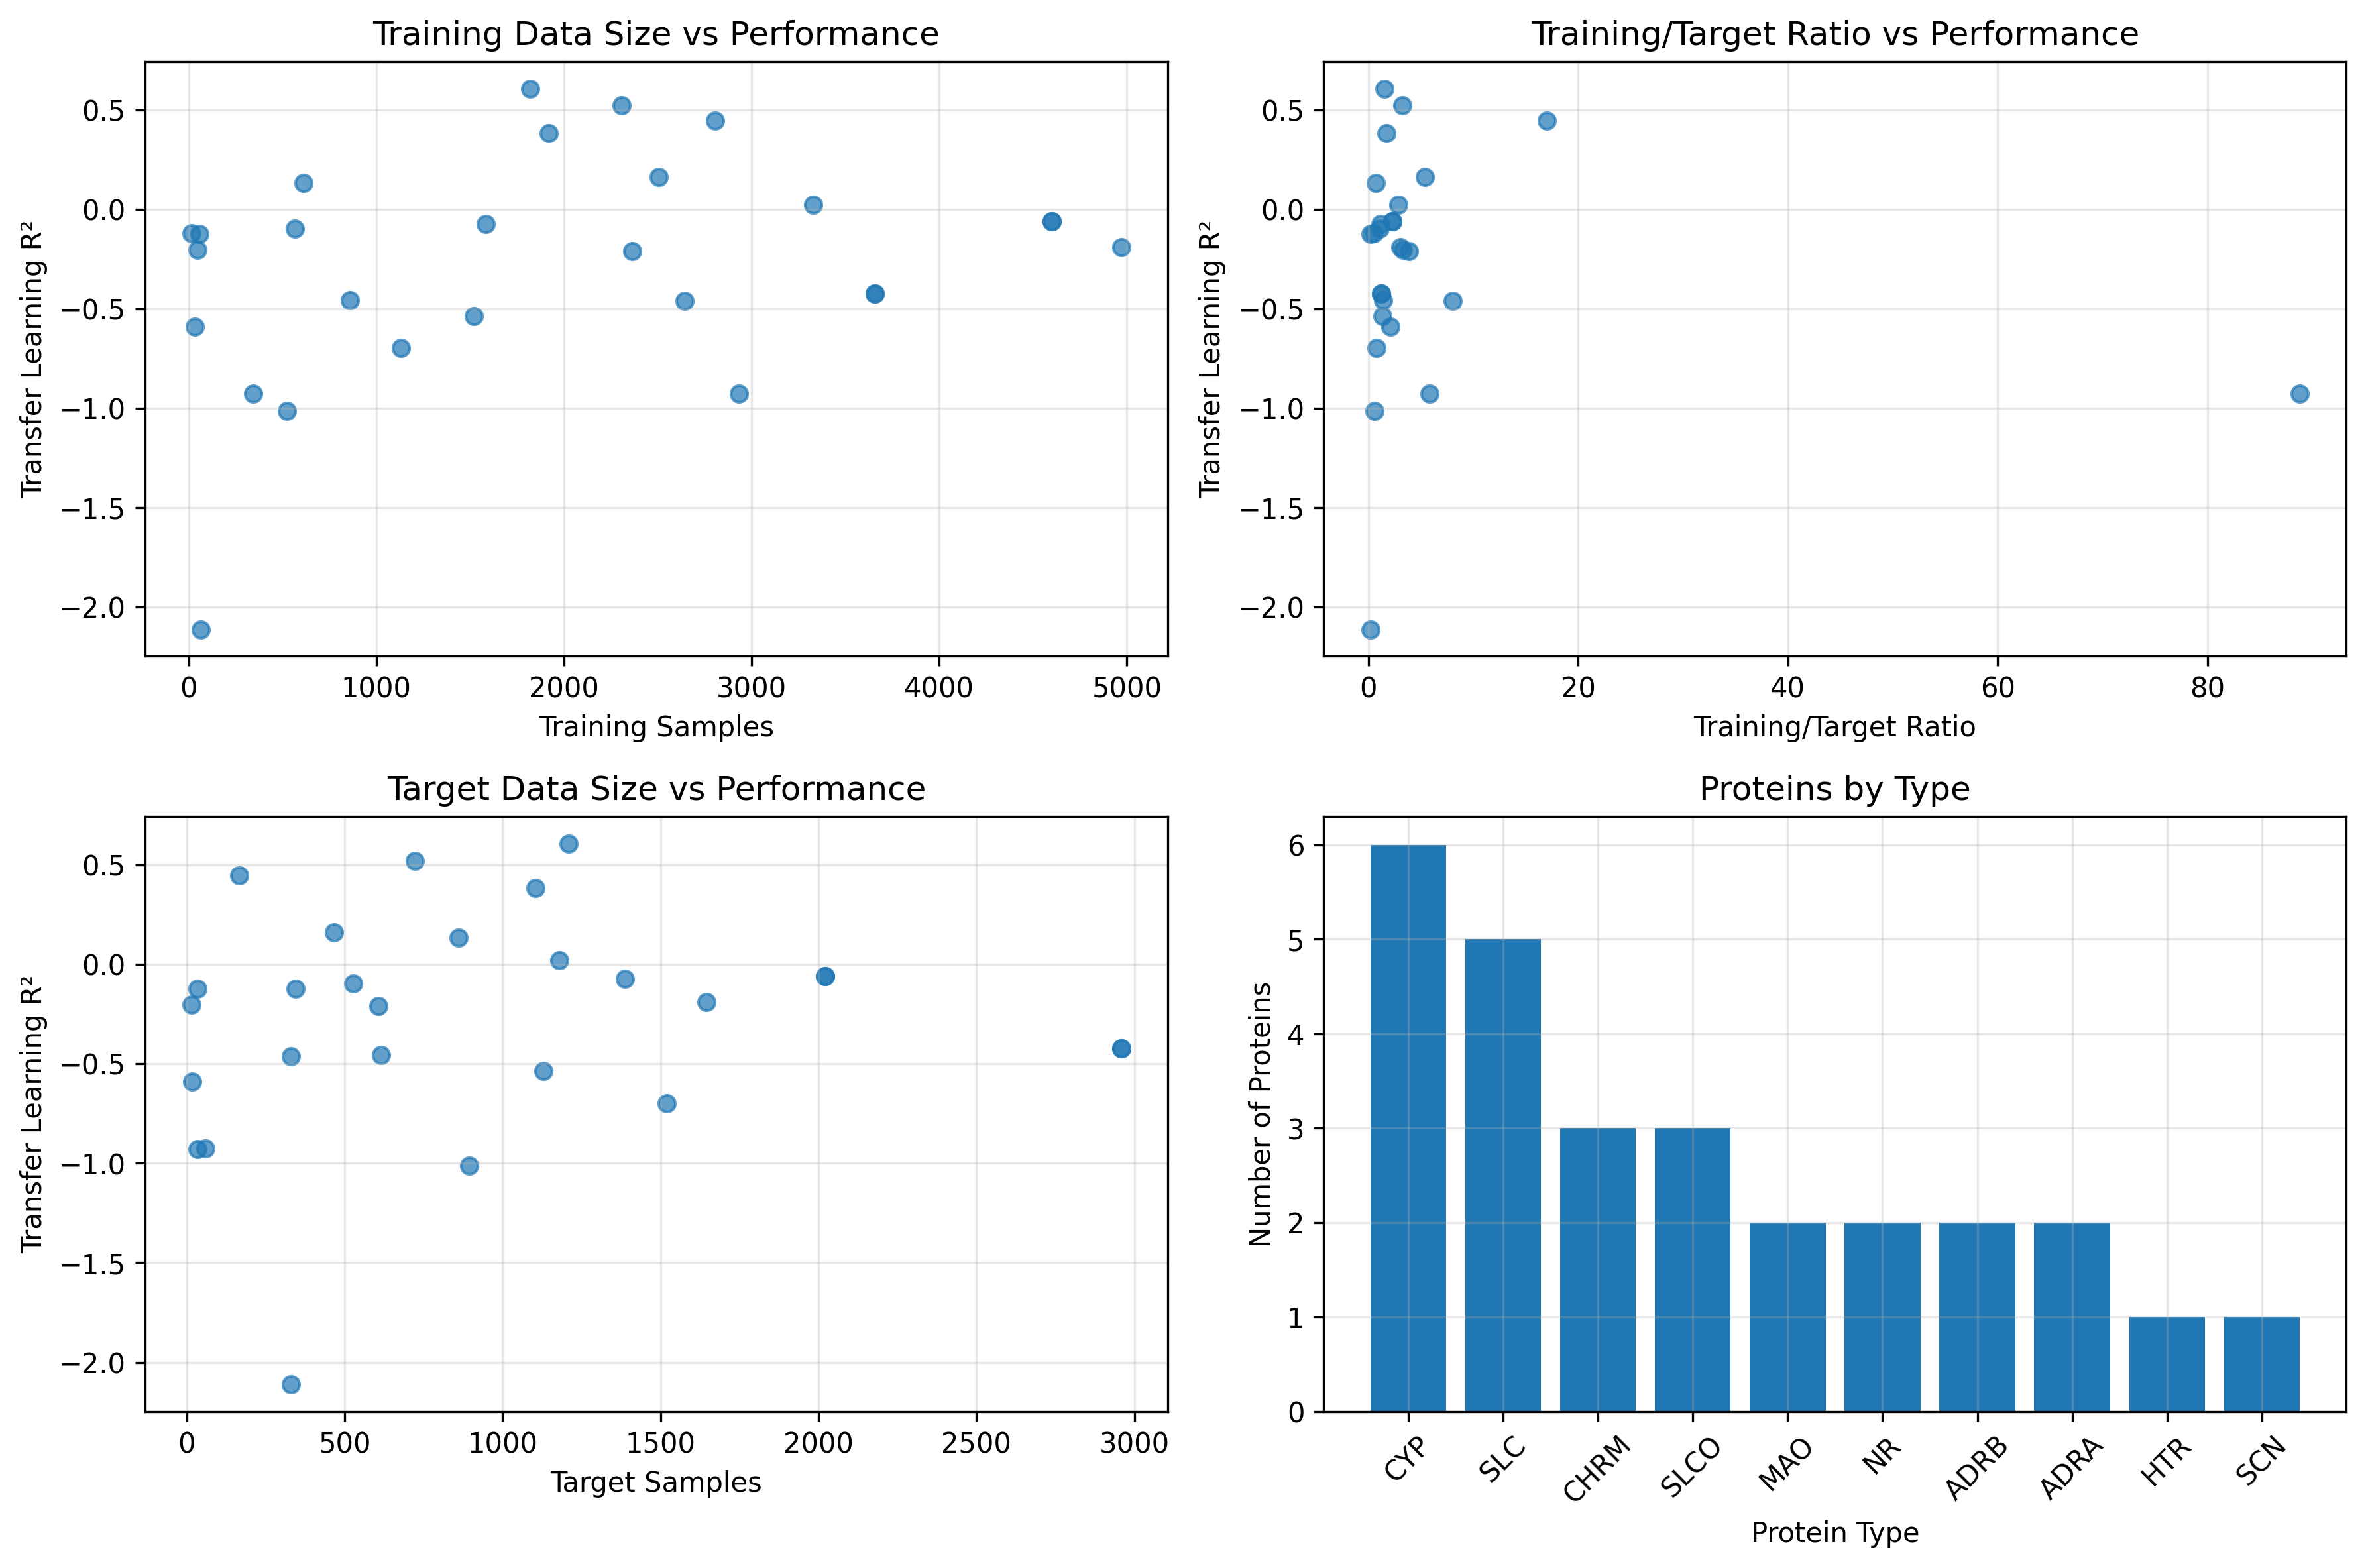 Training Data Size vs Performance
Transfer Learning R²
0.5
0.0
−0.5
−1.0
−1.5
−2.0
0 1000 2000 3000 4000 5000
Training Samples
Training/Target Ratio vs Performance
Transfer Learning R²
0.5
0.0
−0.5
−1.0
−1.5
−2.0
0 20 40 60 80
Training/Target Ratio
Target Data Size vs Performance
Transfer Learning R²
0.5
0.0
−0.5
−1.0
−1.5
−2.0
0 500 1000 1500 2000 2500 3000
Target Samples
Proteins by Type
Number of Proteins
6
5
4
3
2
1
0
CYP SLC CHRM SLCO MAO NR ADRB ADRA HTR SCN
Protein Type